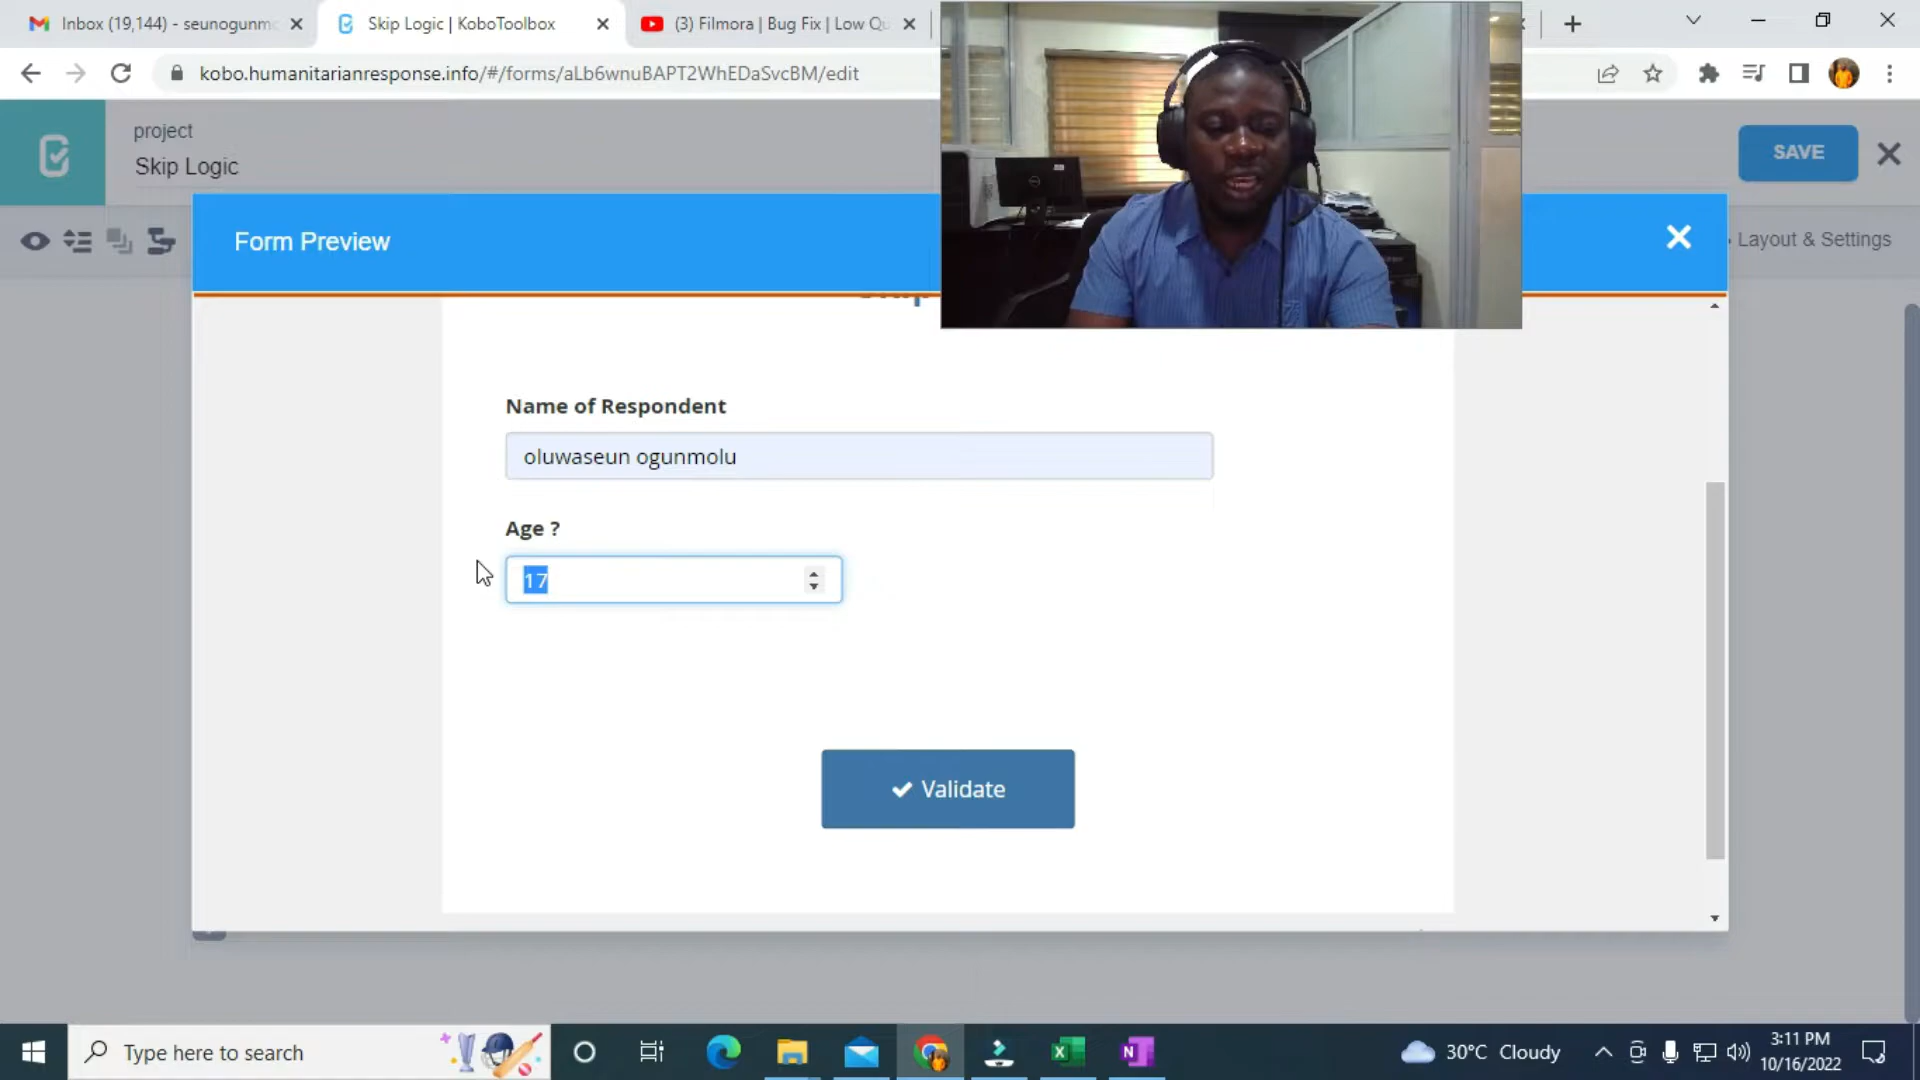 Inbox (19,144) - seunogunmo
Skip Logic | KoboToolbox
(3) Filmora | Bug Fix | Low Qu
kobo.humanitarianresponse.info/#/forms/aLb6wnuBAPT2WhEDaSvcBM/edit
project
Skip Logic
SAVE
Form Preview
Layout & Settings
Name of Respondent
oluwaseun ogunmolu
Age ?
17
Validate
Type here to search
30°C Cloudy
3:11 PM
10/16/2022